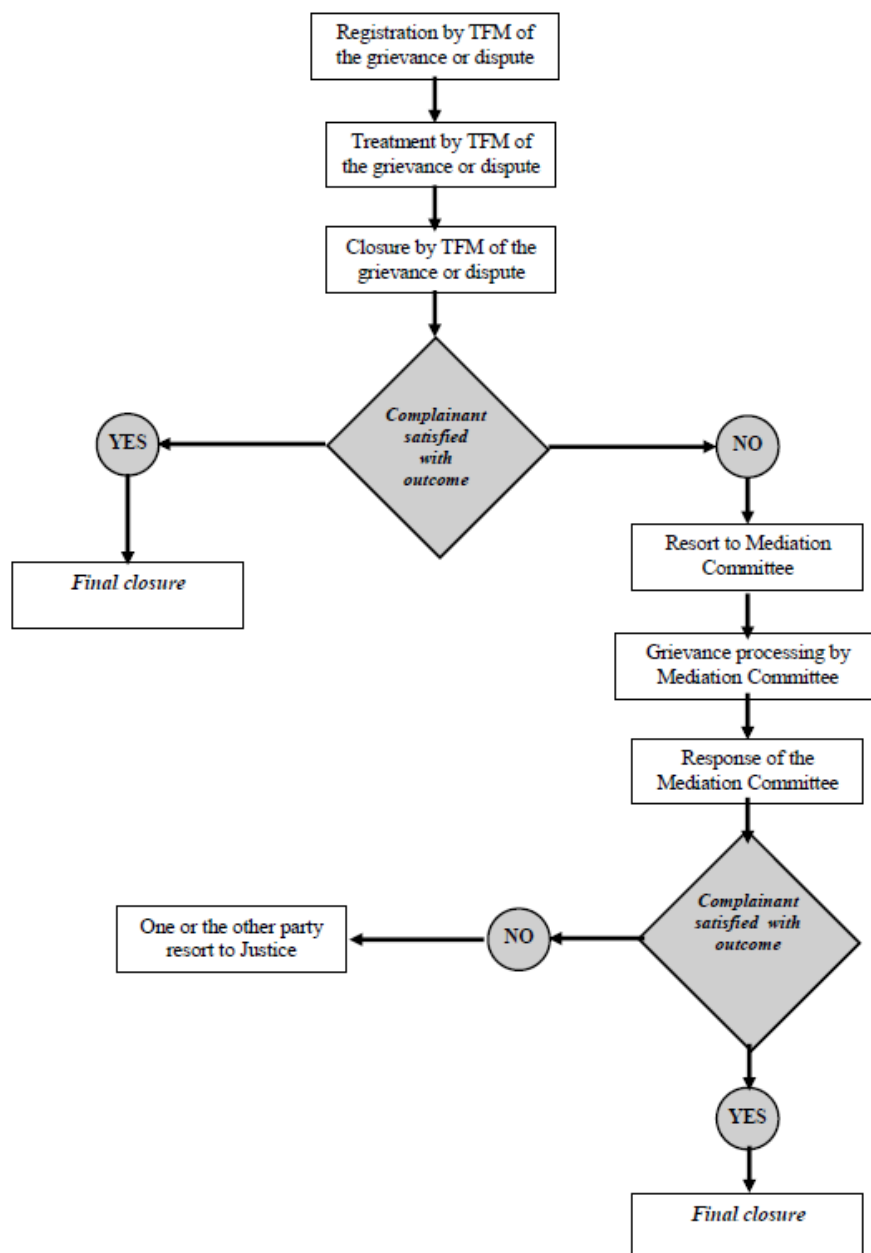 Registration by TFM of
the grievance or dispute
Treatment by TFM of
the grievance or dispute
Closure by TFM of the
grievance or dispute
Complainant
satisfied
with
outcome
YES
NO
Final closure
Resort to Mediation
Committee
Grievance processing by
Mediation Committee
Response of the
Mediation Committee
Complainant
satisfied with
outcome
NO
One or the other party
resort to Justice
YES
Final closure